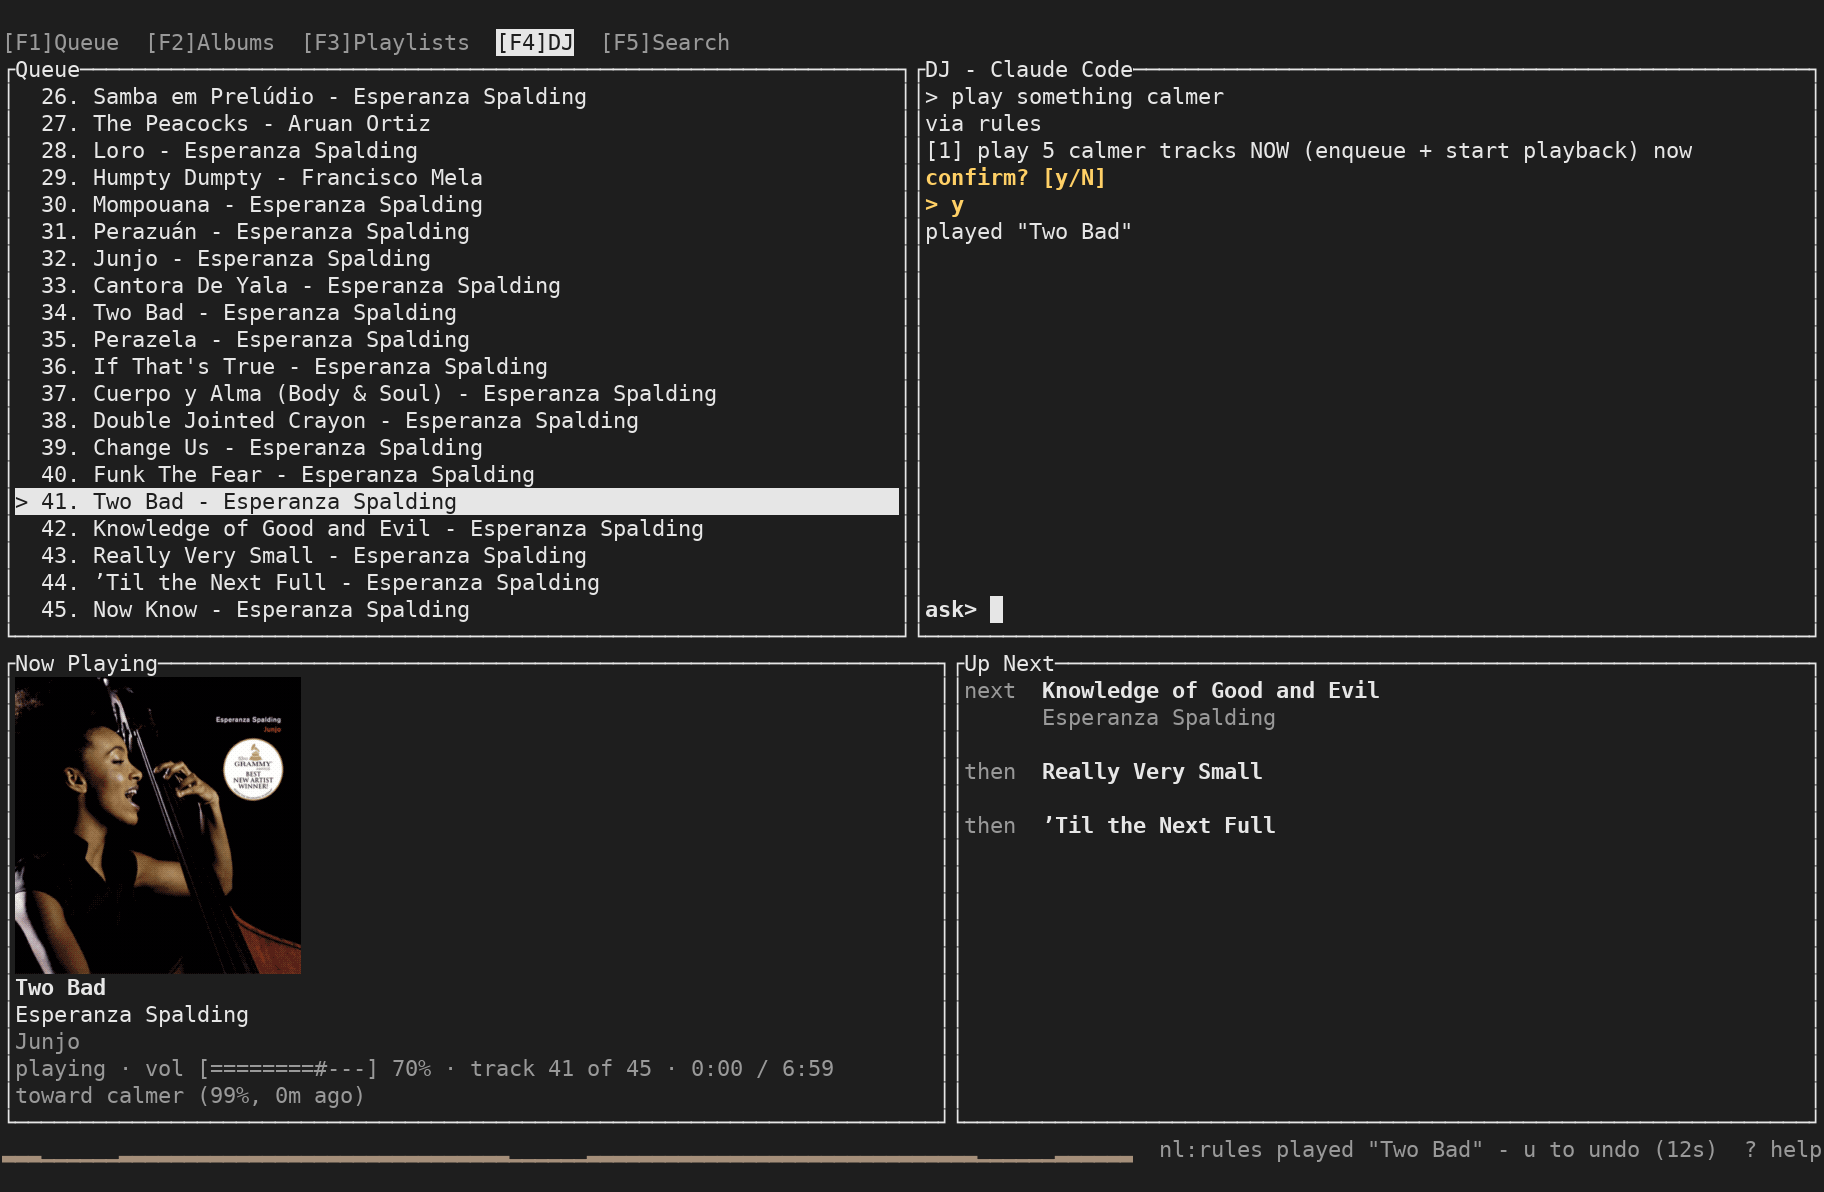 [F1]Queue  [F2]Albums  [F3]Playlists  [F4]DJ  [F5]Search
Queue
26. Samba em Prelúdio - Esperanza Spalding
27. The Peacocks - Aruan Ortiz
28. Loro - Esperanza Spalding
29. Humpty Dumpty - Francisco Mela
30. Mompouana - Esperanza Spalding
31. Perazuán - Esperanza Spalding
32. Junjo - Esperanza Spalding
33. Cantora De Yala - Esperanza Spalding
34. Two Bad - Esperanza Spalding
35. Perazela - Esperanza Spalding
36. If That's True - Esperanza Spalding
37. Cuerpo y Alma (Body & Soul) - Esperanza Spalding
38. Double Jointed Crayon - Esperanza Spalding
39. Change Us - Esperanza Spalding
40. Funk The Fear - Esperanza Spalding
> 41. Two Bad - Esperanza Spalding
42. Knowledge of Good and Evil - Esperanza Spalding
43. Really Very Small - Esperanza Spalding
44. ’Til the Next Full - Esperanza Spalding
45. Now Know - Esperanza Spalding
DJ - Claude Code
> play something calmer
via rules
[1] play 5 calmer tracks NOW (enqueue + start playback) now
confirm? [y/N]
> y
played "Two Bad"
ask>
Now Playing
Esperanza Spalding
Junjo
GRAMMY
BEST
NEW ARTIST
WINNER!
Two Bad
Esperanza Spalding
Junjo
playing · vol [========#---] 70% · track 41 of 45 · 0:00 / 6:59
toward calmer (99%, 0m ago)
Up Next
next  Knowledge of Good and Evil
Esperanza Spalding
then  Really Very Small
then  ’Til the Next Full
nl:rules played "Two Bad" - u to undo (12s)  ? help